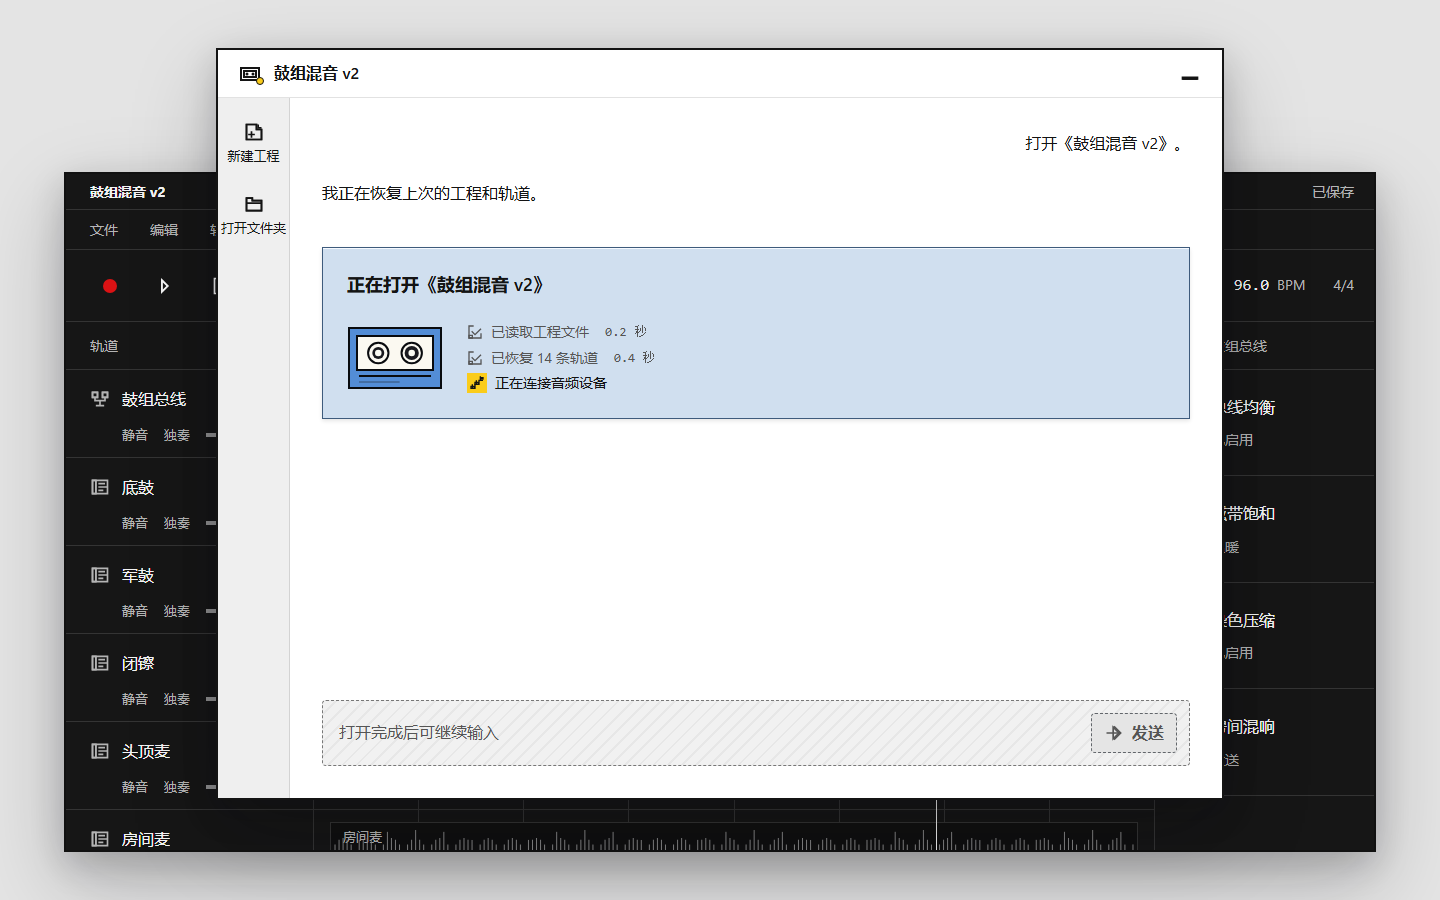 鼓组混音 v2
新建工程
打开文件夹
打开《鼓组混音 v2》。
我正在恢复上次的工程和轨道。
正在打开《鼓组混音 v2》
已读取工程文件 0.2 秒
已恢复 14 条轨道 0.4 秒
正在连接音频设备
打开完成后可继续输入
发送
鼓组混音 v2
已保存
文件 编辑
96.0 BPM 4/4
轨道
组总线
鼓组总线
静音 独奏
底鼓
静音 独奏
军鼓
静音 独奏
闭镲
静音 独奏
头顶麦
静音 独奏
房间麦
线均衡
启用
带饱和
暖
色压缩
启用
间混响
送
房间麦